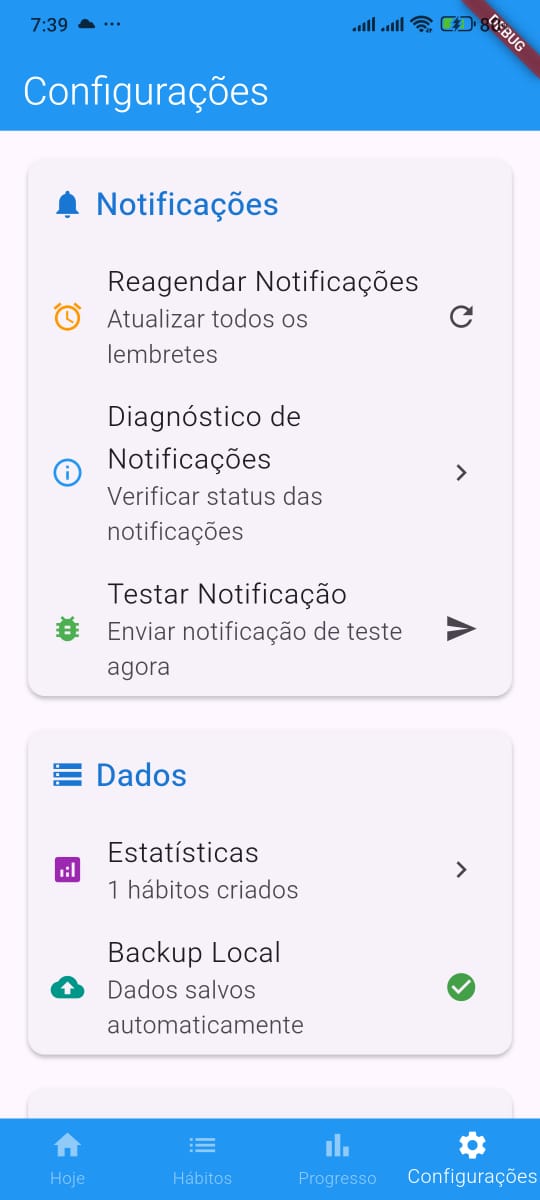 7:39
DEBUG
Configurações
Notificações
Reagendar Notificações
Atualizar todos os
lembretes
Diagnóstico de
Notificações
Verificar status das
notificações
Testar Notificação
Enviar notificação de teste
agora
Dados
Estatísticas
1 hábitos criados
Backup Local
Dados salvos
automaticamente
Hoje
Hábitos
Progresso
Configurações